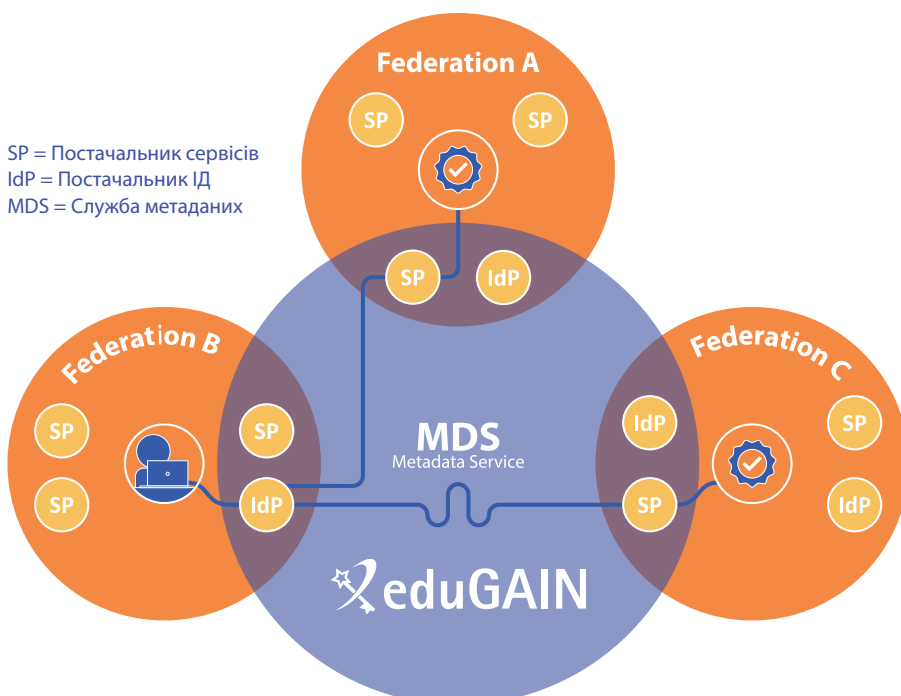 Federation A
SP
SP
SP = Постачальник сервісів
IdP = Постачальник ІД
MDS = Служба метаданих
SP
IdP
Federation B
Federation C
SP
SP
IdP
SP
MDS
Metadata Service
SP
IdP
SP
IdP
eduGAIN